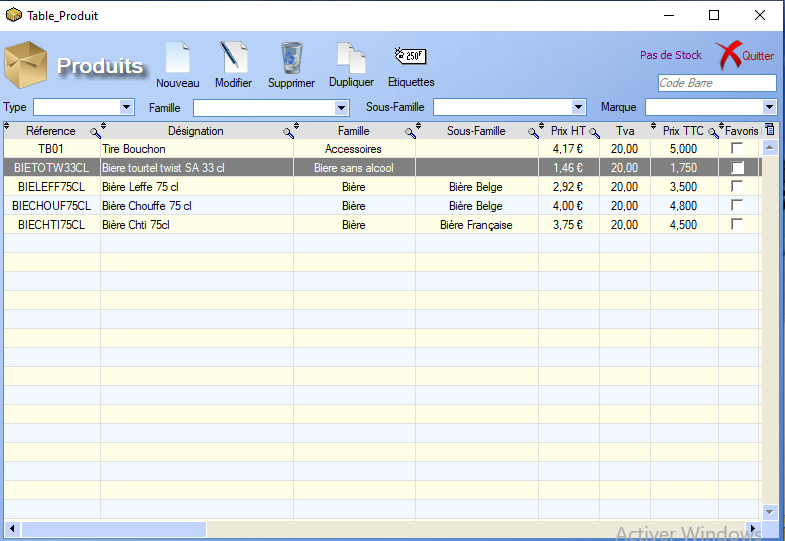 Table_Produit
Produits
Nouveau Modifier Supprimer Dupliquer 250F Etiquettes Pas de Stock Quitter
Code Barre
Type Famille Sous-Famille Marque
Réference Désignation Famille Sous-Famille Prix HT Tva Prix TTC Favoris
TB01 Tire Bouchon Accessoires 4,17 € 20,00 5,000
BIETOTW33CL Biere tourtel twist SA 33 cl Biere sans alcool 1,46 € 20,00 1,750
BIELEFF75CL Bière Leffe 75 cl Bière Bière Belge 2,92 € 20,00 3,500
BIECHOUF75CL Bière Chouffe 75 cl Bière Bière Belge 4,00 € 20,00 4,800
BIECHTI75CL Bière Chti 75cl Bière Bière Française 3,75 € 20,00 4,500
Activer Windows